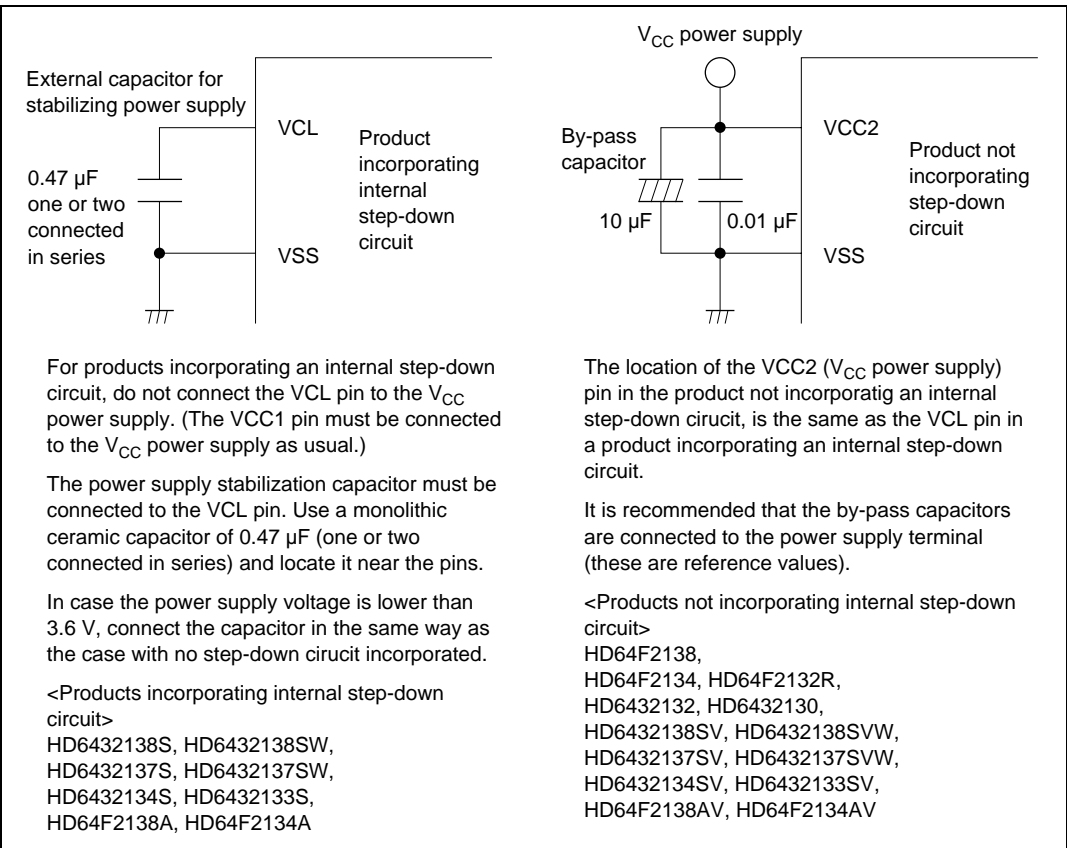 External capacitor for
stabilizing power supply
0.47 µF
one or two
connected
in series
VCL
VSS
Product
incorporating
internal
step-down
circuit
V_CC power supply
By-pass
capacitor
10 µF
0.01 µF
VCC2
VSS
Product not
incorporating
step-down
circuit
For products incorporating an internal step-down
circuit, do not connect the VCL pin to the V_CC
power supply. (The VCC1 pin must be connected
to the V_CC power supply as usual.)
The power supply stabilization capacitor must be
connected to the VCL pin. Use a monolithic
ceramic capacitor of 0.47 µF (one or two
connected in series) and locate it near the pins.
In case the power supply voltage is lower than
3.6 V, connect the capacitor in the same way as
the case with no step-down cirucit incorporated.
<Products incorporating internal step-down
circuit>
HD6432138S, HD6432138SW,
HD6432137S, HD6432137SW,
HD6432134S, HD6432133S,
HD64F2138A, HD64F2134A
The location of the VCC2 (V_CC power supply)
pin in the product not incorporatig an internal
step-down cirucit, is the same as the VCL pin in
a product incorporating an internal step-down
circuit.
It is recommended that the by-pass capacitors
are connected to the power supply terminal
(these are reference values).
<Products not incorporating internal step-down
circuit>
HD64F2138,
HD64F2134, HD64F2132R,
HD6432132, HD6432130,
HD6432138SV, HD6432138SVW,
HD6432137SV, HD6432137SVW,
HD6432134SV, HD6432133SV,
HD64F2138AV, HD64F2134AV